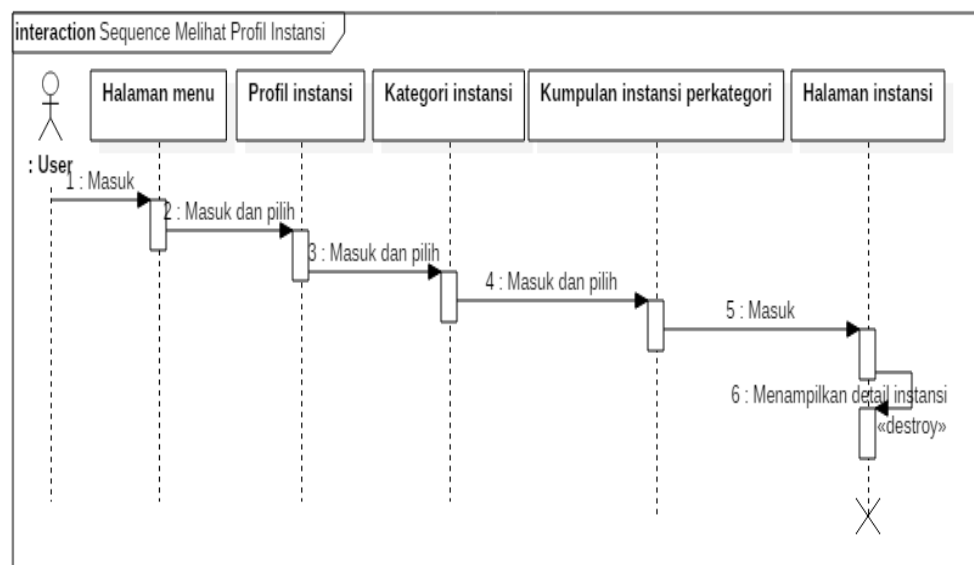 interaction Sequence Melihat Profil Instansi
Halaman menu
Profil instansi
Kategori instansi
Kumpulan instansi perkategori
Halaman instansi
: User
1 : Masuk
2 : Masuk dan pilih
3 : Masuk dan pilih
4 : Masuk dan pilih
5 : Masuk
6 : Menampilkan detail instansi
«destroy»